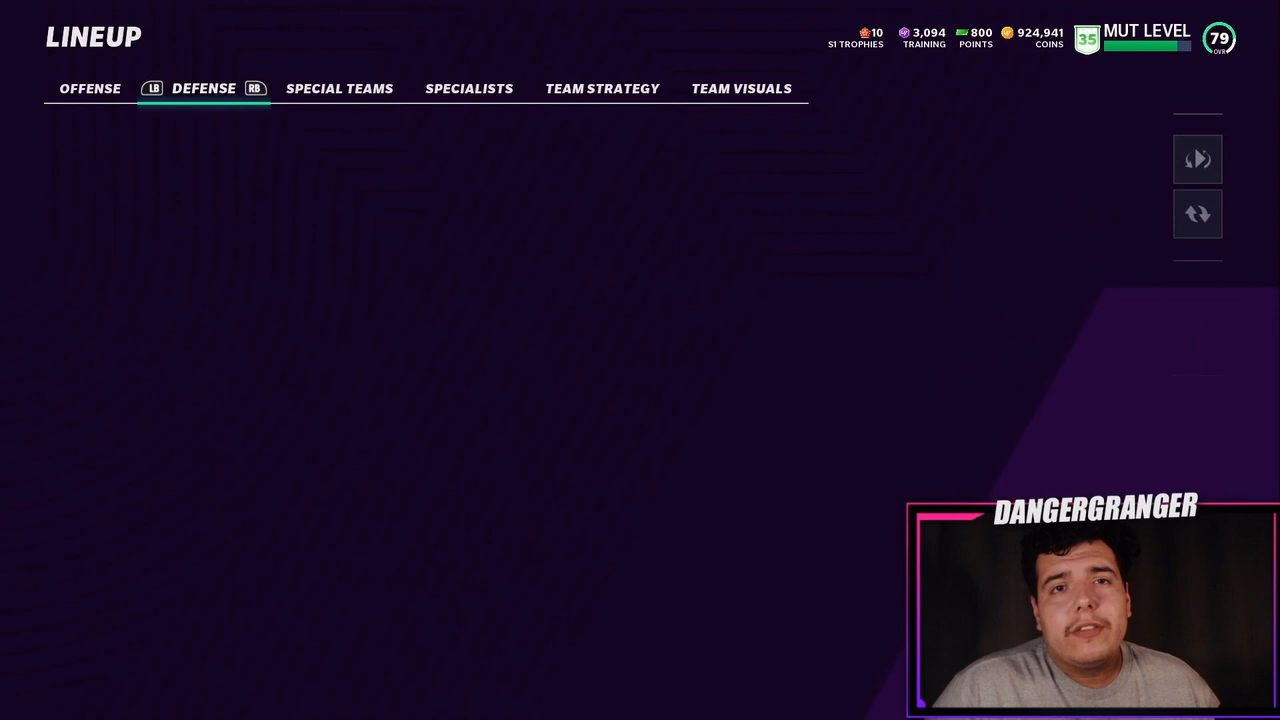 LINEUP
10 3,094 800 924,941 35 MUT LEVEL 79
S1 TROPHIES TRAINING POINTS COINS OVR
OFFENSE LB DEFENSE RB SPECIAL TEAMS SPECIALISTS TEAM STRATEGY TEAM VISUALS
DANGERGRANGER